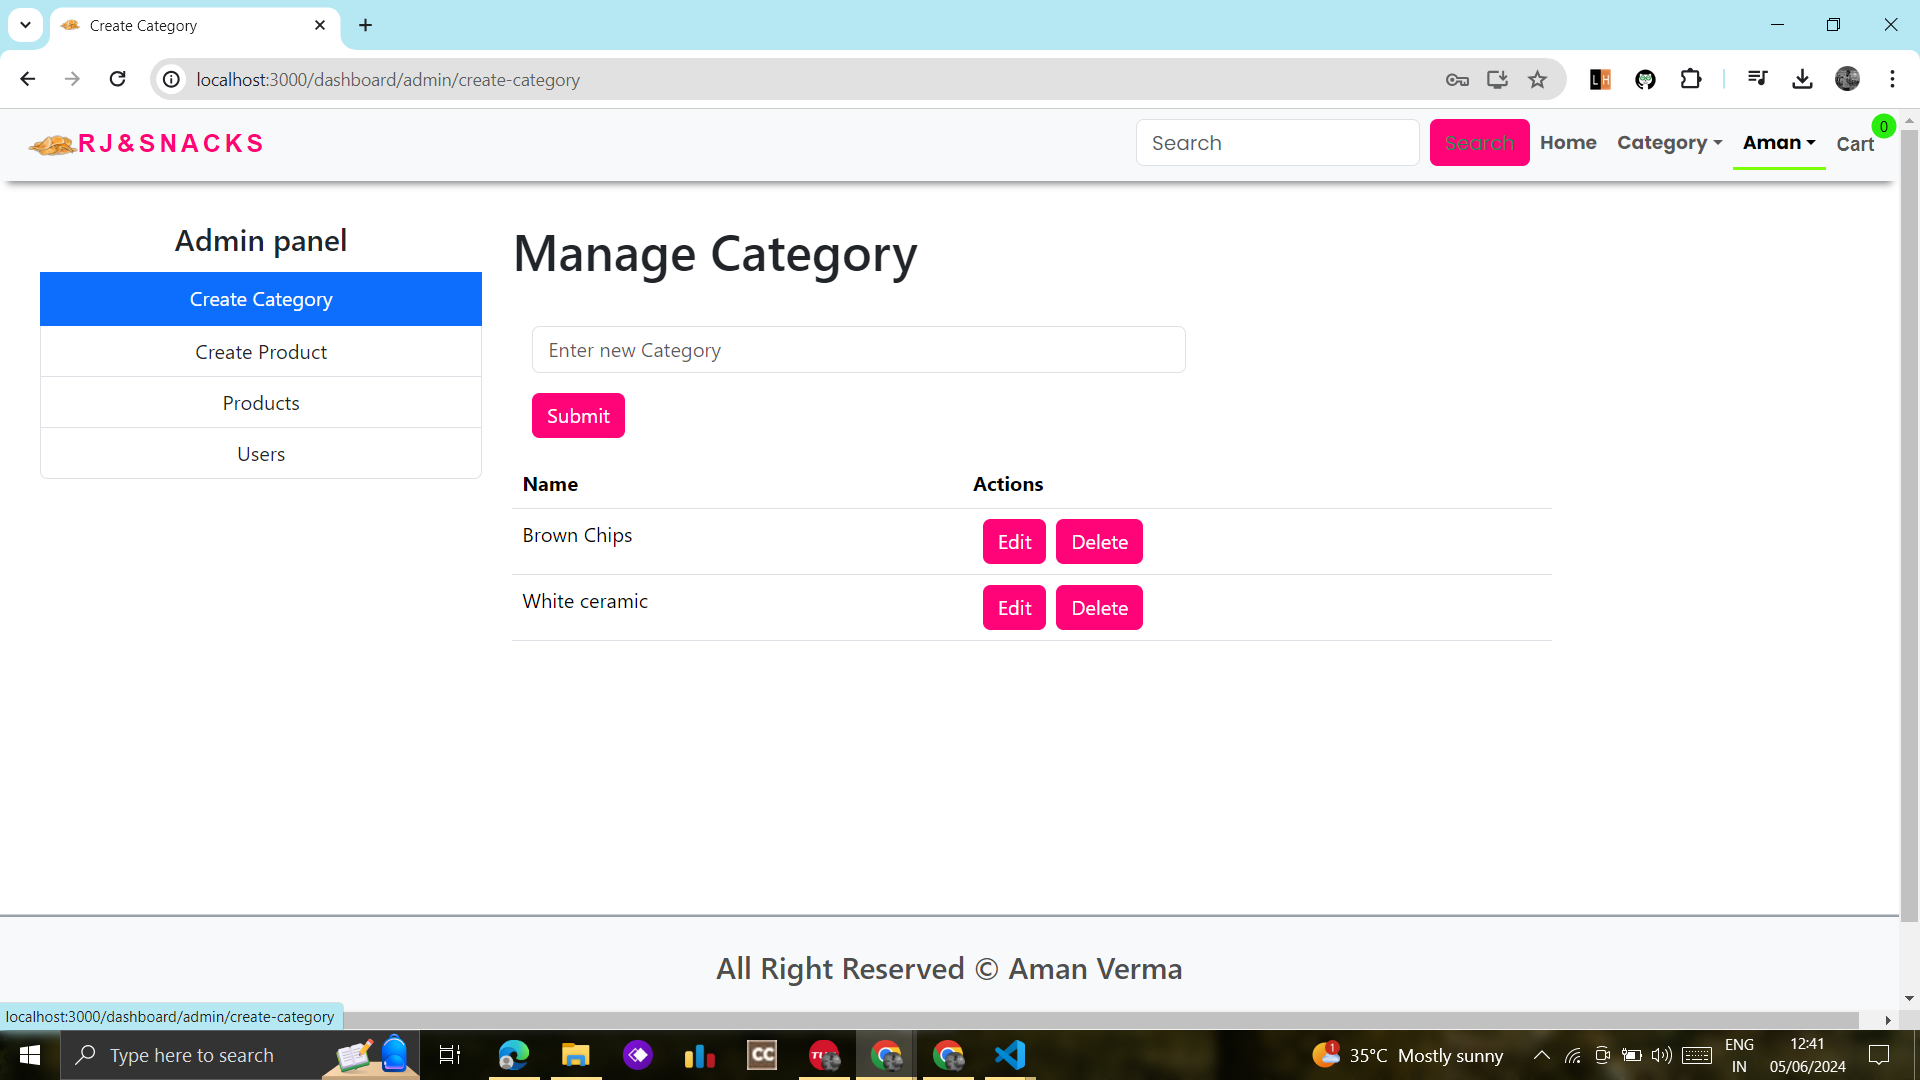 Create Category
localhost:3000/dashboard/admin/create-category
LH
RJ&SNACKS
Search
Search
Home
Category
Aman
Cart
0
Admin panel
Create Category
Create Product
Products
Users
Manage Category
Enter new Category
Submit
Name Actions
Brown Chips Edit Delete
White ceramic Edit Delete
All Right Reserved © Aman Verma
localhost:3000/dashboard/admin/create-category
Type here to search
CC
1
35°C Mostly sunny
ENG
IN
12:41
05/06/2024